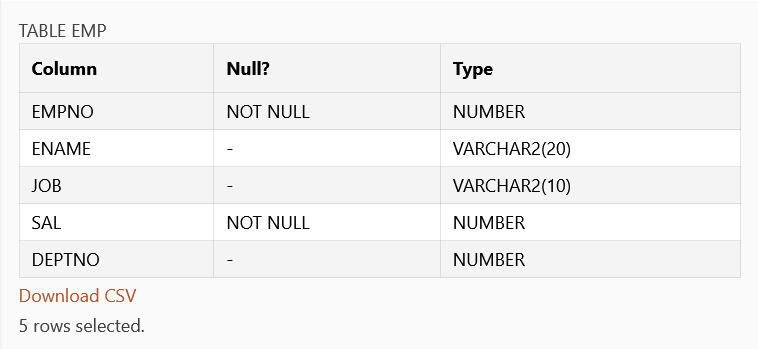 TABLE EMP
Column Null? Type
EMPNO NOT NULL NUMBER
ENAME - VARCHAR2(20)
JOB - VARCHAR2(10)
SAL NOT NULL NUMBER
DEPTNO - NUMBER
Download CSV
5 rows selected.